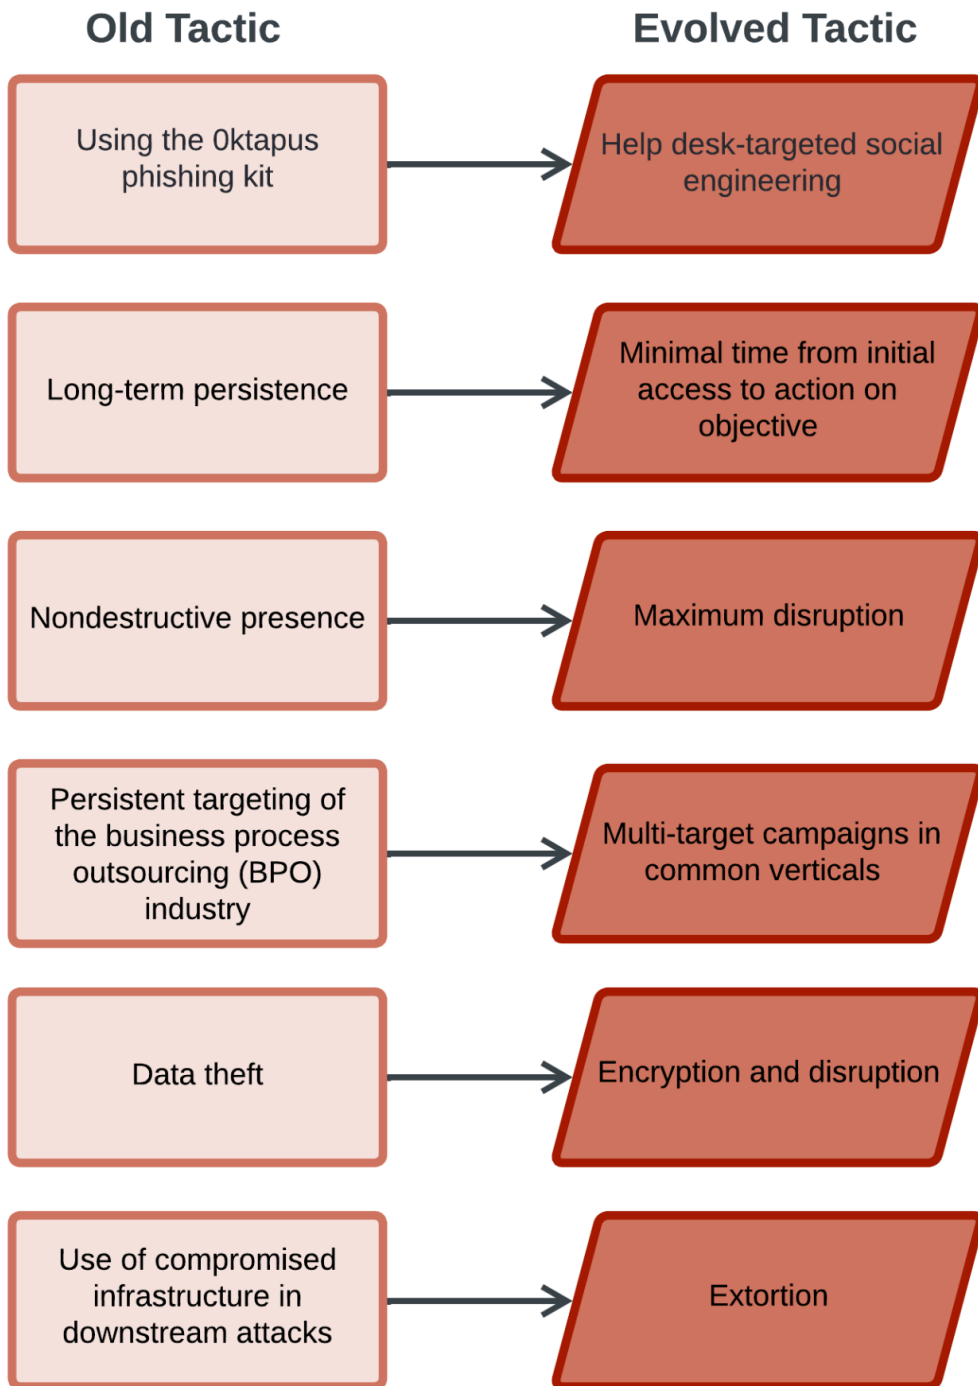 Old Tactic
Evolved Tactic
Using the 0ktapus
phishing kit
Help desk-targeted social
engineering
Long-term persistence
Minimal time from initial
access to action on
objective
Nondestructive presence
Maximum disruption
Persistent targeting of
the business process
outsourcing (BPO)
industry
Multi-target campaigns in
common verticals
Data theft
Encryption and disruption
Use of compromised
infrastructure in
downstream attacks
Extortion